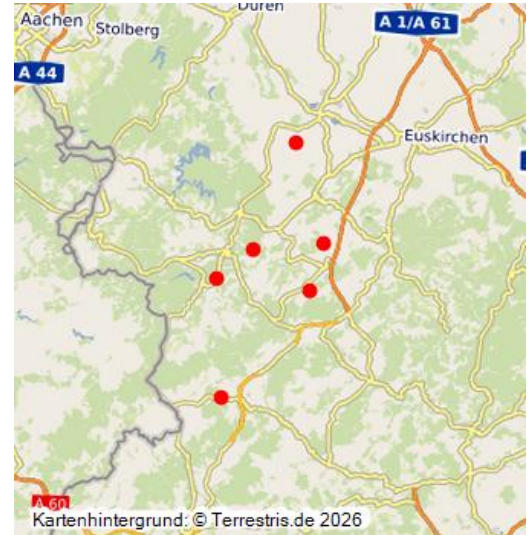 Düren
Aachen
A 1/A 61
Stolberg
A 44
Euskirchen
A 60
Kartenhintergrund: © Terrestris.de 2026